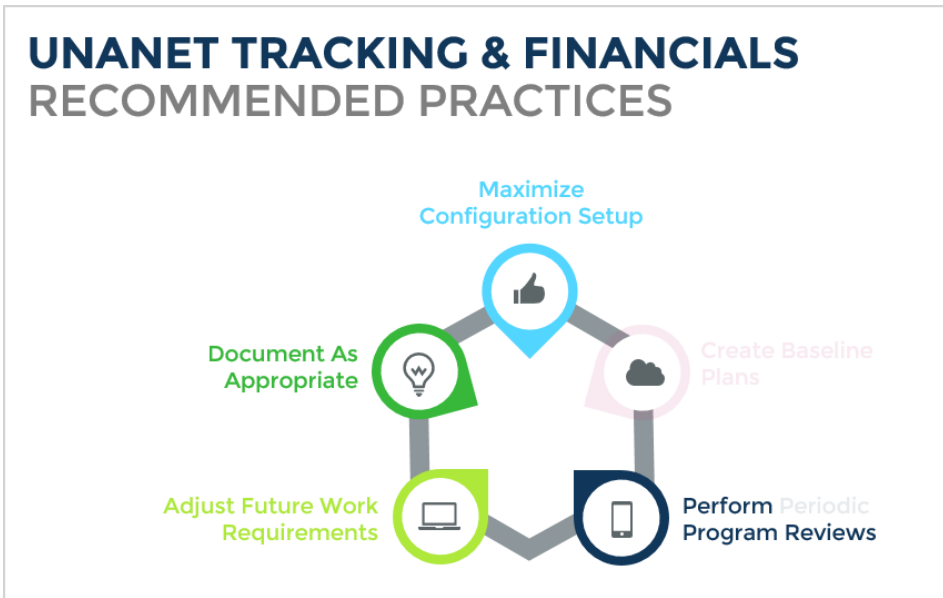 UNANET TRACKING & FINANCIALS
RECOMMENDED PRACTICES
Maximize
Configuration Setup
Create Baseline
Plans
Perform Periodic
Program Reviews
Adjust Future Work
Requirements
Document As
Appropriate